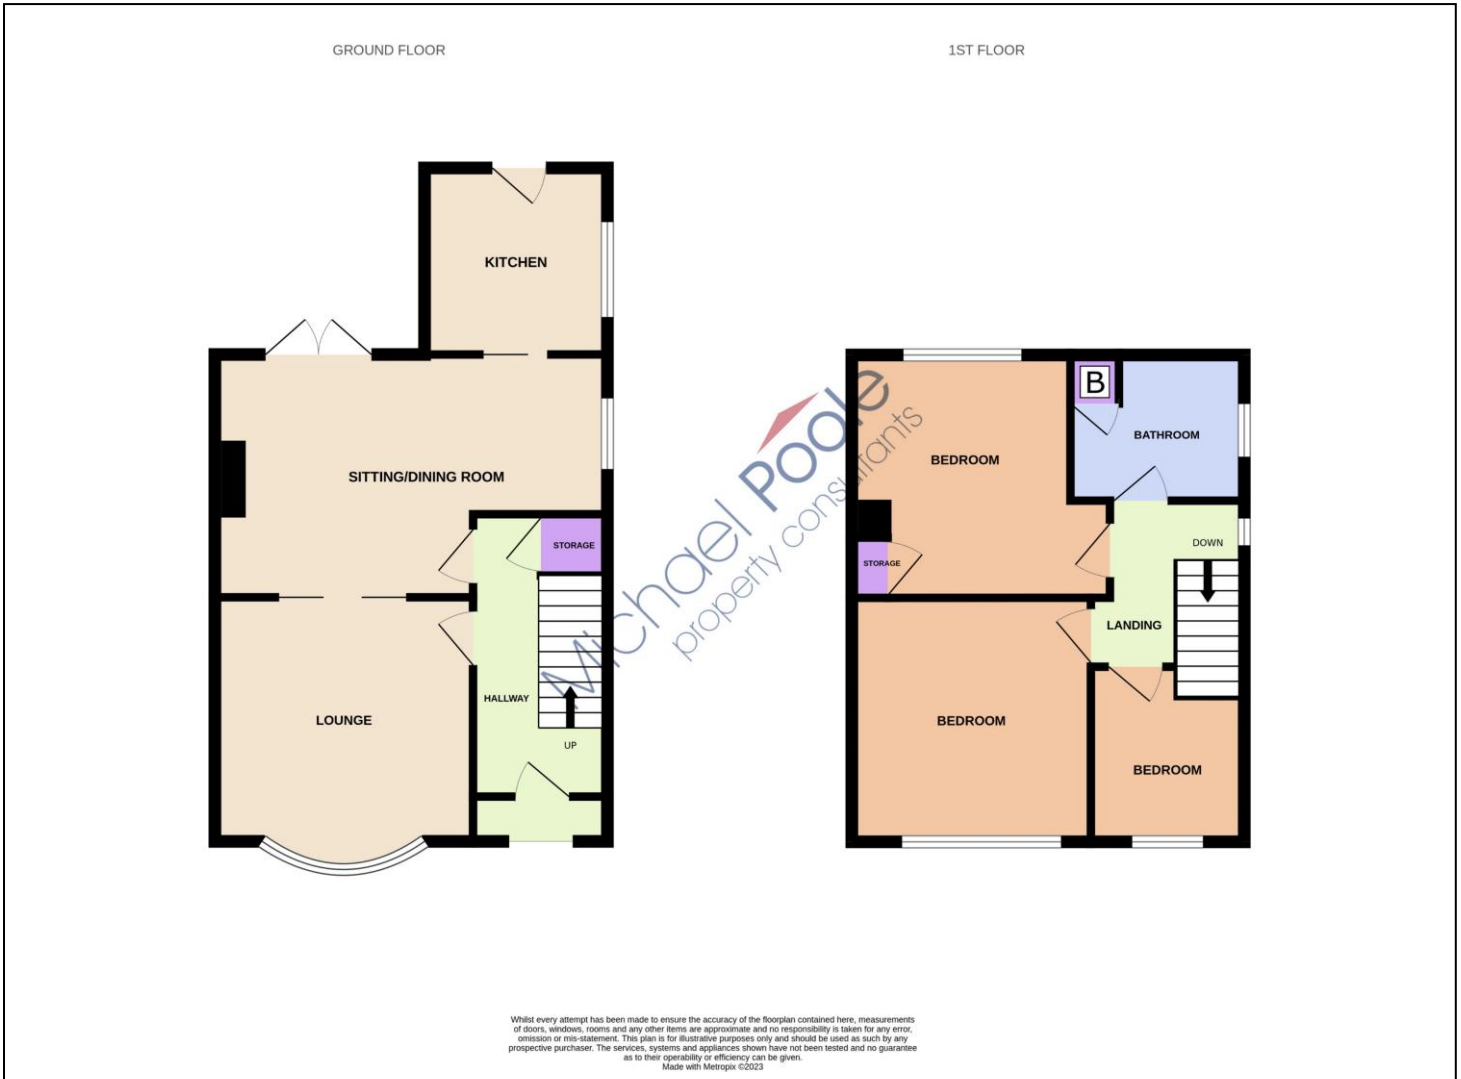 GROUND FLOOR
1ST FLOOR
KITCHEN
SITTING/DINING ROOM
STORAGE
HALLWAY
LOUNGE
UP
B
BATHROOM
BEDROOM
STORAGE
DOWN
LANDING
BEDROOM
BEDROOM
Michael Poole
property consultants
Whilst every attempt has been made to ensure the accuracy of the floorplan contained here, measurements
of doors, windows, rooms and any other items are approximate and no responsibility is taken for any error,
omission or mis-statement. This plan is for illustrative purposes only and should be used as such by any
prospective purchaser. The services, systems and appliances shown have not been tested and no guarantee
as to their operability or efficiency can be given.
Made with Metropix ©2023